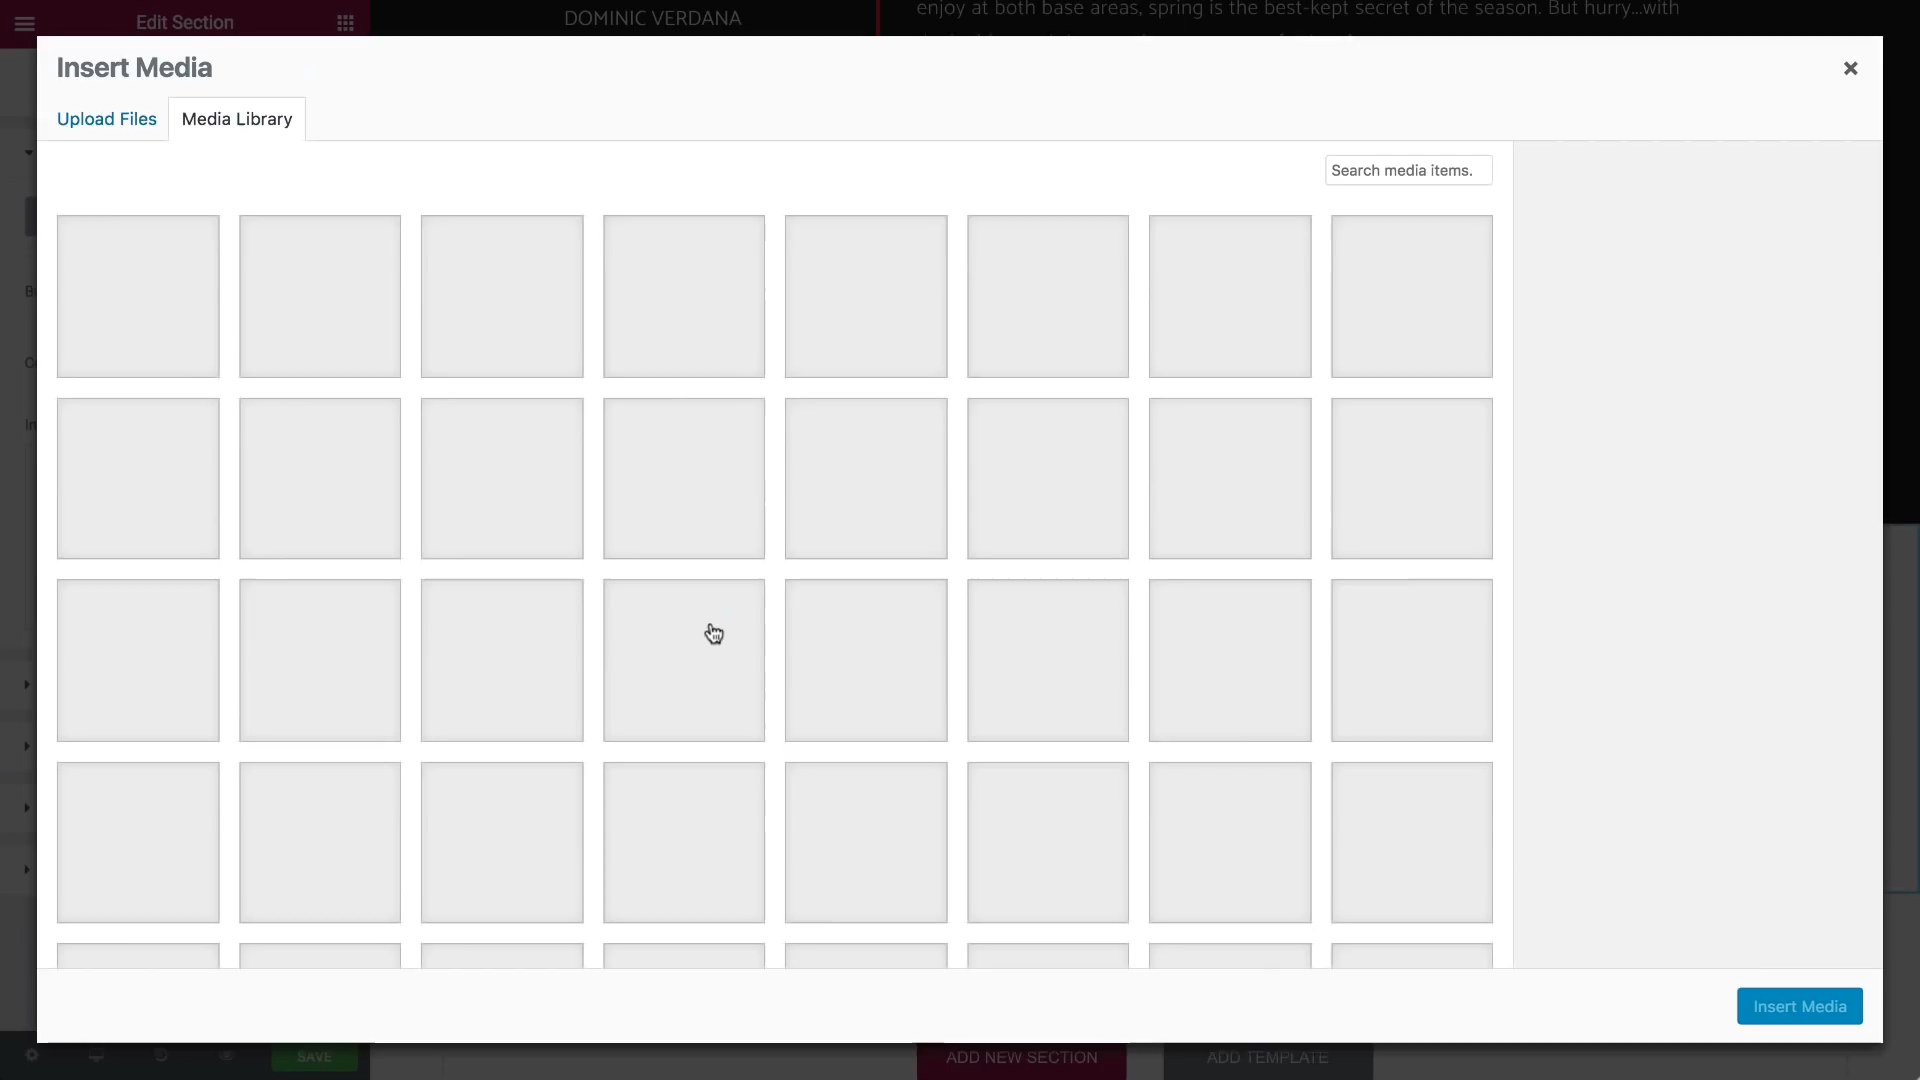 Edit Section
DOMINIC VERDANA
enjoy at both base areas, spring is the best-kept secret of the season. But hurry...with
Insert Media
Upload Files
Media Library
Search media items.
Insert Media
SAVE
ADD NEW SECTION
ADD TEMPLATE